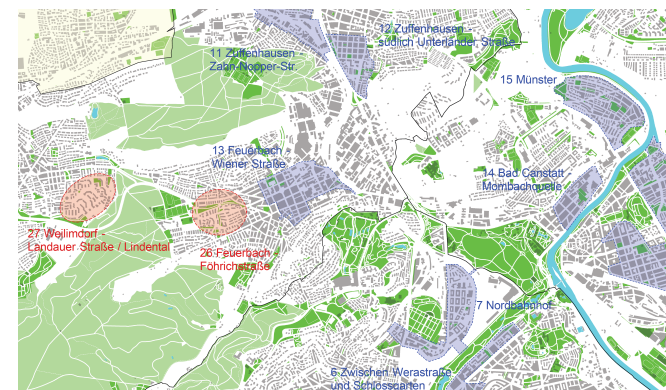 12 Zuffenhausen -
südlich Unterländer Straße
11 Zuffenhausen -
Zahn-Nopper-Str.
15 Münster
13 Feuerbach -
Wiener Straße
14 Bad Canstatt -
Mombachquelle
27 Weilimdorf -
Landauer Straße / Lindental
26 Feuerbach -
Föhrichstraße
7 Nordbahnhof
6 Zwischen Werastraße
und Schlossgarten